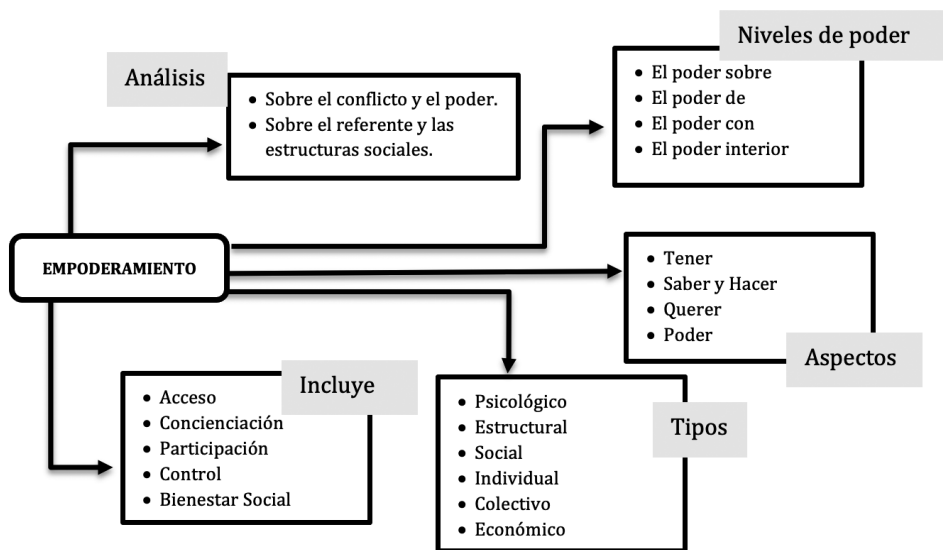 Análisis
• Sobre el conflicto y el poder.
• Sobre el referente y las
estructuras sociales.
Niveles de poder
• El poder sobre
• El poder de
• El poder con
• El poder interior
EMPODERAMIENTO
• Tener
• Saber y Hacer
• Querer
• Poder
Aspectos
Incluye
• Acceso
• Concienciación
• Participación
• Control
• Bienestar Social
Tipos
• Psicológico
• Estructural
• Social
• Individual
• Colectivo
• Económico